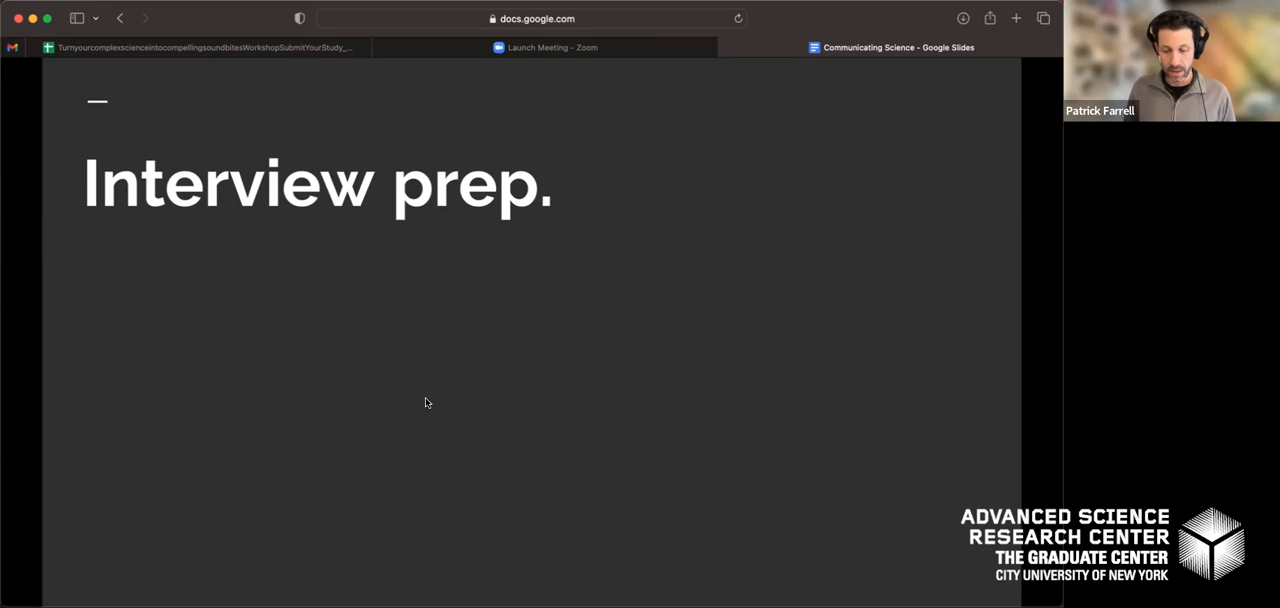 docs.google.com
TurnyourcomplexscienceintocompellingsoundbitesWorkshopSubmitYourStudy_...
Launch Meeting - Zoom
Communicating Science - Google Slides
Patrick Farrell
Interview prep.
ADVANCED SCIENCE
RESEARCH CENTER
THE GRADUATE CENTER
CITY UNIVERSITY OF NEW YORK